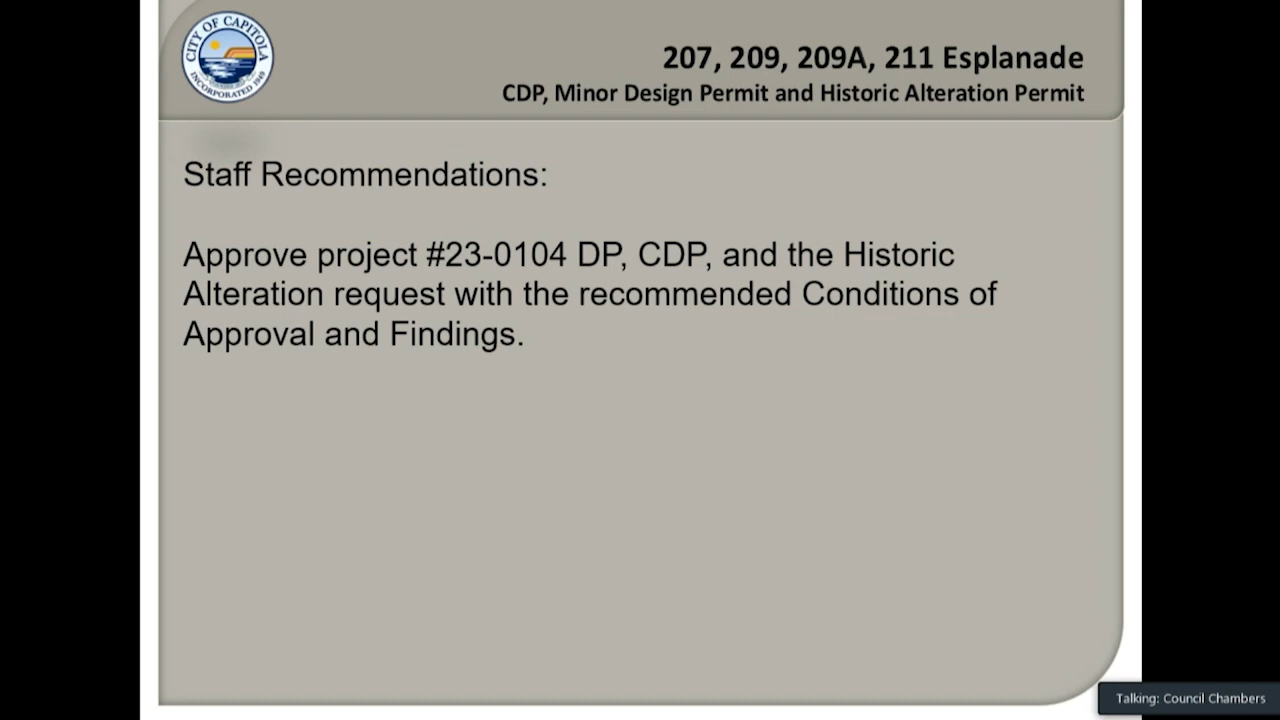 CITY OF CAPITOLA
INCORPORATED 1949
207, 209, 209A, 211 Esplanade
CDP, Minor Design Permit and Historic Alteration Permit
Staff Recommendations:
Approve project #23-0104 DP, CDP, and the Historic
Alteration request with the recommended Conditions of
Approval and Findings.
Talking: Council Chambers